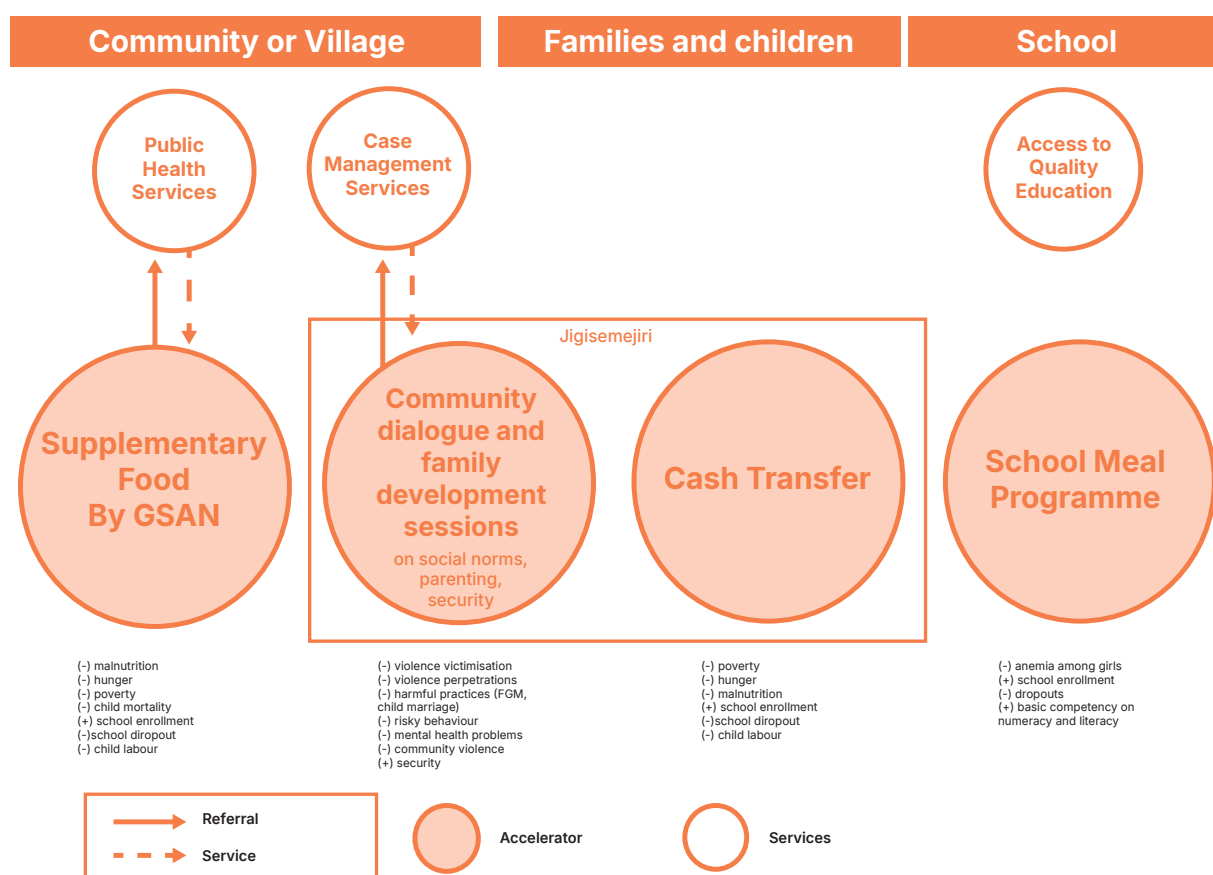 Community or Village
Families and children
School
Public
Health
Services
Case
Management
Services
Access to
Quality
Education
Jigisemejiri
Supplementary
Food
By GSAN
Community
dialogue and
family
development
sessions
on social norms,
parenting,
security
Cash Transfer
School Meal
Programme
(-) malnutrition
(-) hunger
(-) poverty
(-) child mortality
(+) school enrollment
(-)school diropout
(-) child labour
(-) violence victimisation
(-) violence perpetrations
(-) harmful practices (FGM,
child marriage)
(-) risky behaviour
(-) mental health problems
(-) community violence
(+) security
(-) poverty
(-) hunger
(-) malnutrition
(+) school enrollment
(-)school diropout
(-) child labour
(-) anemia among girls
(+) school enrollment
(-) dropouts
(+) basic competency on
numeracy and literacy
Referral
Service
Accelerator
Services